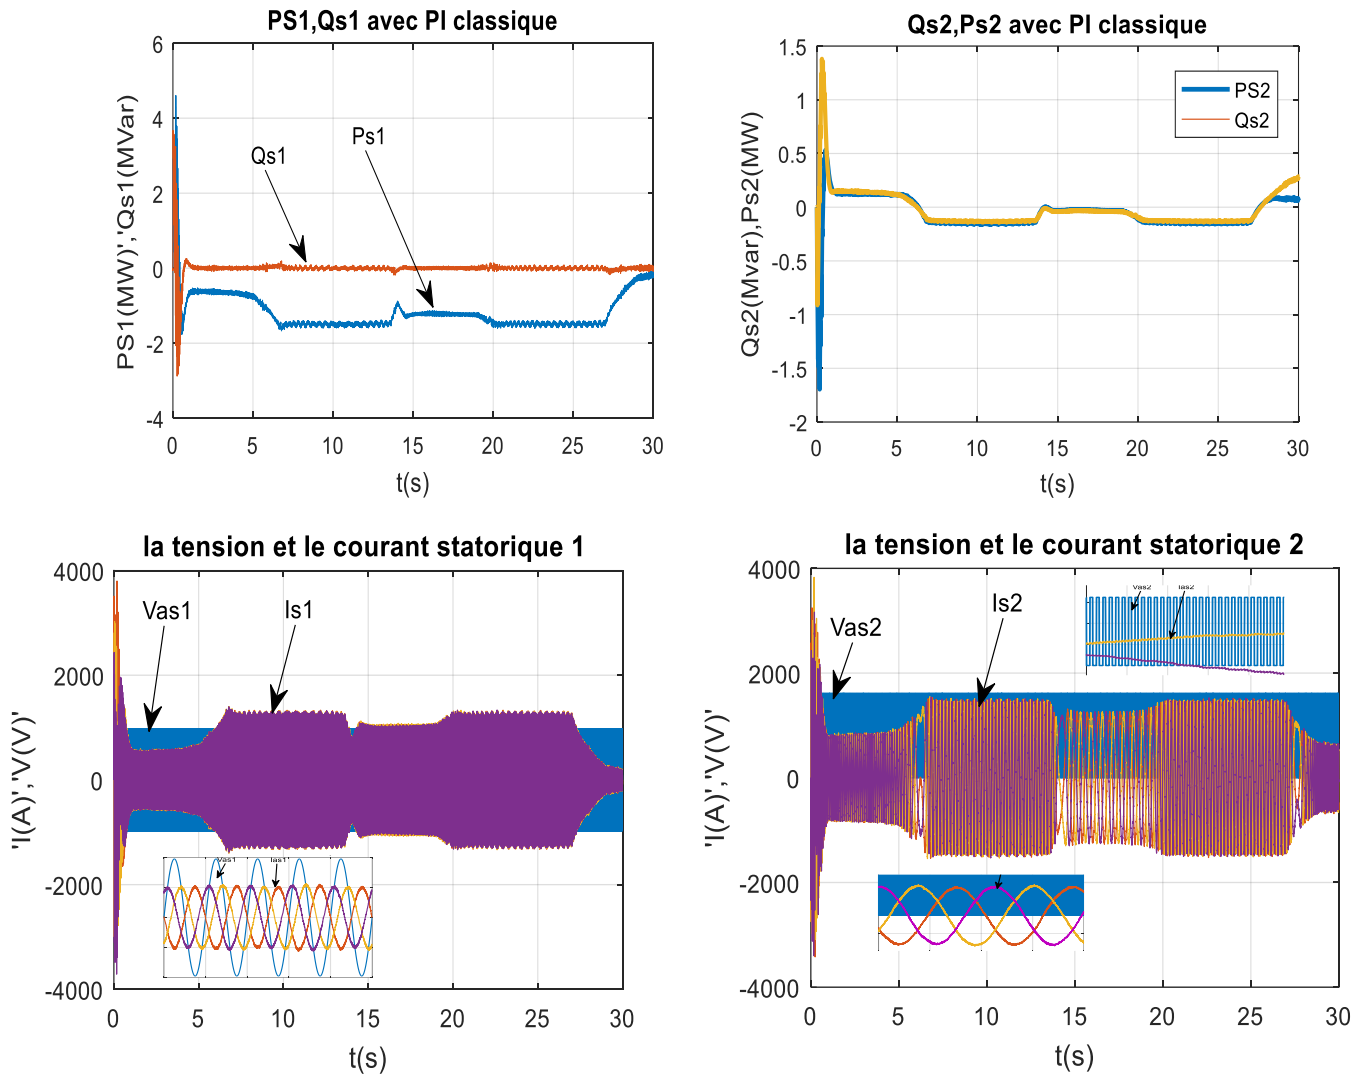 PS1,Qs1 avec PI classique
6
4
2
0
-2
-4
0 5 10 15 20 25 30
t(s)
PS1(MW)','Qs1(MVar)
Qs1
Ps1
Qs2,Ps2 avec PI classique
1.5
1
0.5
0
-0.5
-1
-1.5
-2
0 5 10 15 20 25 30
t(s)
Qs2(Mvar),Ps2(MW)
PS2
Qs2
la tension et le courant statorique 1
4000
2000
0
-2000
-4000
0 5 10 15 20 25 30
t(s)
'I(A)','V(V)'
Vas1
Is1
Vas1
Ias1
la tension et le courant statorique 2
4000
2000
0
-2000
-4000
0 5 10 15 20 25 30
t(s)
'I(A)','V(V)'
Vas2
Is2
Vas2
Ias2